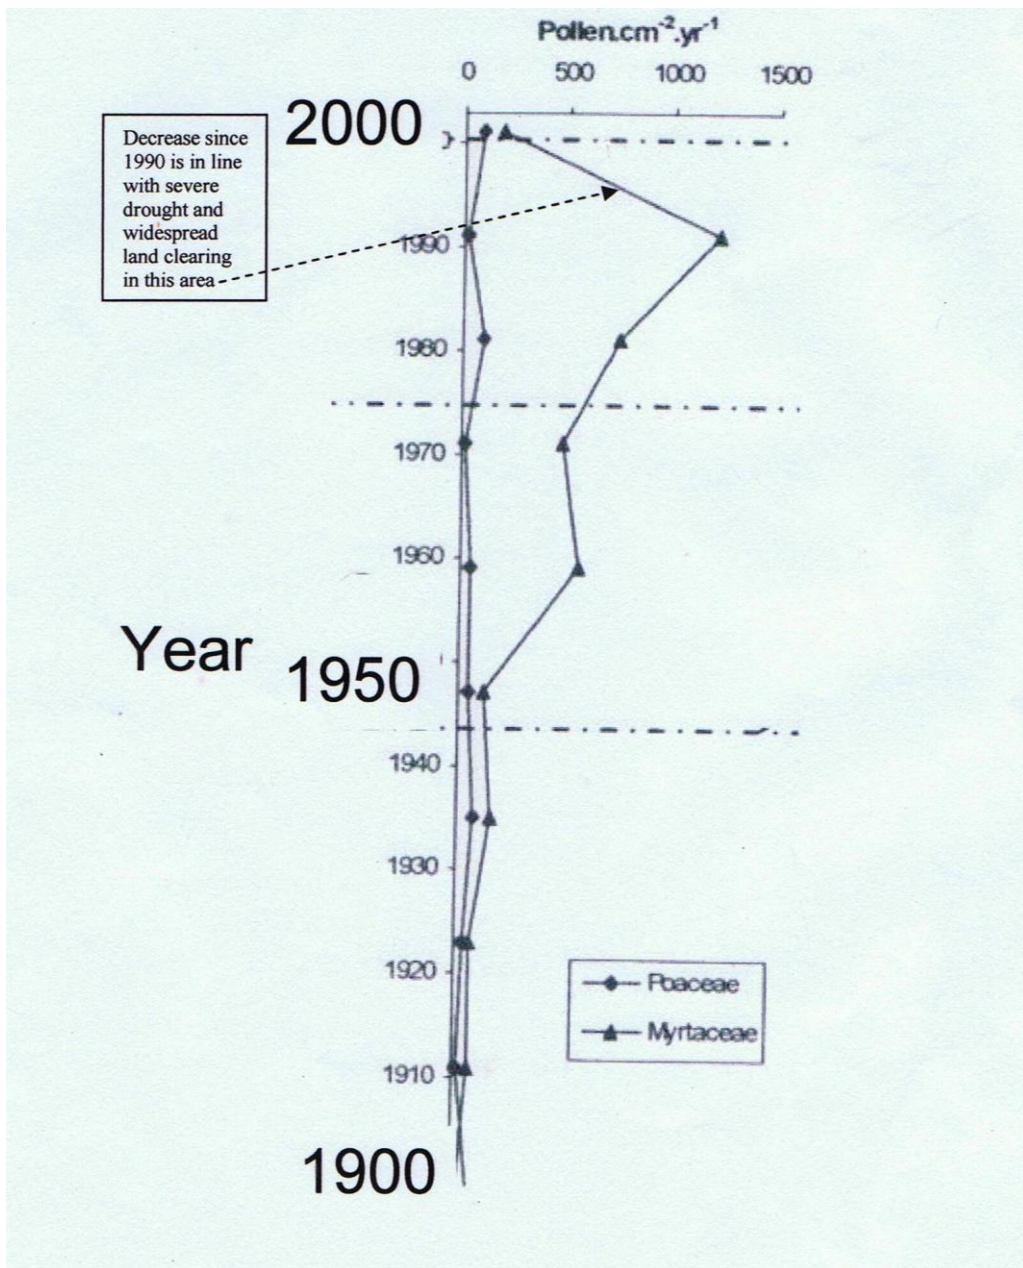 Pollen.cm-2.yr-1
0 500 1000 1500
2000
Decrease since
1990 is in line
with severe
drought and
widespread
land clearing
in this area
1990
1980
1970
1960
Year
1950
1940
1930
1920
Poaceae
Myrtaceae
1910
1900